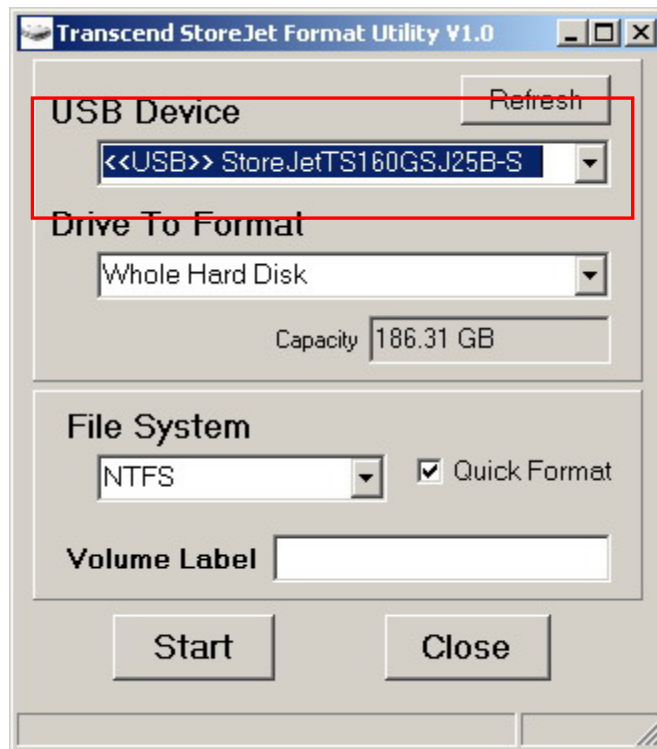 Transcend StoreJet Format Utility V1.0
Refresh
USB Device
<<USB>> StoreJetTS160GSJ25B-S
Drive To Format
Whole Hard Disk
Capacity 186.31 GB
File System
NTFS
Quick Format
Volume Label
Start Close